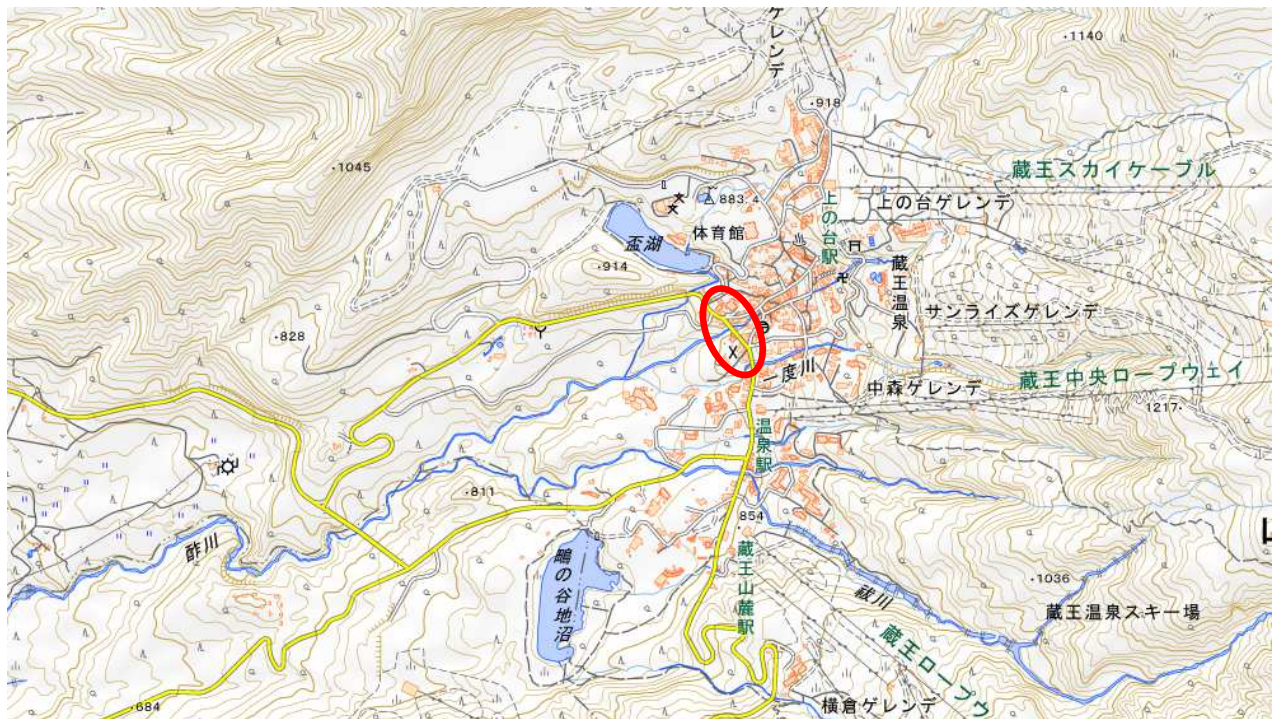 ゲレンデ
・1140
・918
蔵王スカイケーブル
・1045
上の台ゲレンデ
883.4
体育館
盃湖
上の台駅
・914
蔵王温泉
サンライズゲレンデ
・828
二度川
中森ゲレンデ
蔵王中央ロープウェイ
1217・
温泉駅
・811
854
酢川
鴫の谷地沼
蔵王山麓駅
・1036
祓川
蔵王温泉スキー場
蔵王ロープウ
横倉ゲレンデ
・684